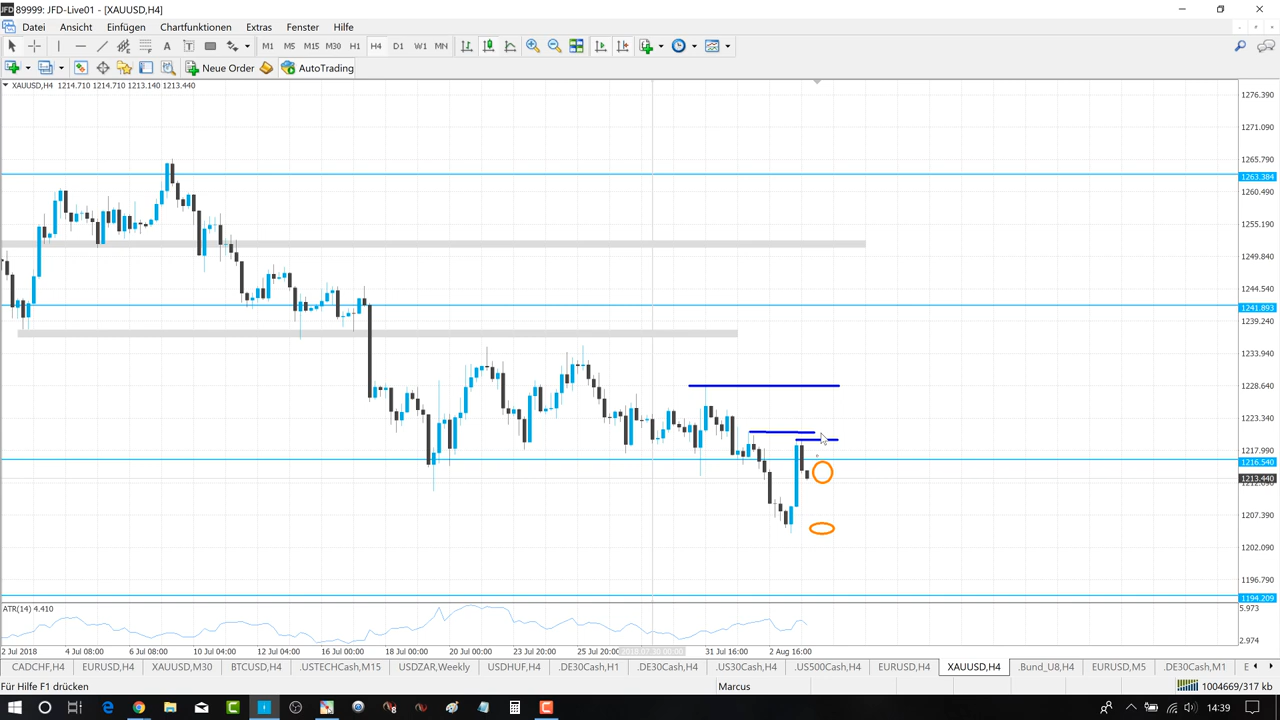 JFD 89999: JFD-Live01 - [XAUUSD,H4]
Datei Ansicht Einfügen Chartfunktionen Extras Fenster Hilfe
A T M1 M5 M15 M30 H1 H4 D1 W1 MN
Neue Order AutoTrading
XAUUSD,H4 1214.710 1214.710 1213.140 1213.440
1276.390
1271.090
1265.790
1263.384
1260.490
1255.190
1249.840
1244.540
1241.893
1239.240
1233.940
1228.640
1223.340
1217.990
1216.540
1213.440
1207.390
1202.090
1196.790
1194.209
ATR(14) 4.410
5.973
2.974
2 Jul 2018 4 Jul 08:00 6 Jul 08:00 10 Jul 00:00 12 Jul 04:00 16 Jul 00:00 18 Jul 00:00 20 Jul 00:00 23 Jul 20:00 25 Jul 20:00 2018.07.30 00:00 31 Jul 16:00 2 Aug 16:00
CADCHF,H4 EURUSD,H4 XAUUSD,M30 BTCUSD,H4 .USTECHCash,M15 USDZAR,Weekly USDHUF,H4 .DE30Cash,H1 .DE30Cash,H4 .US30Cash,H4 .US500Cash,H4 EURUSD,H4 XAUUSD,H4 .Bund_U8,H4 EURUSD,M5 .DE30Cash,M1 E
Für Hilfe F1 drücken Marcus 1004669/317 kb
14:39